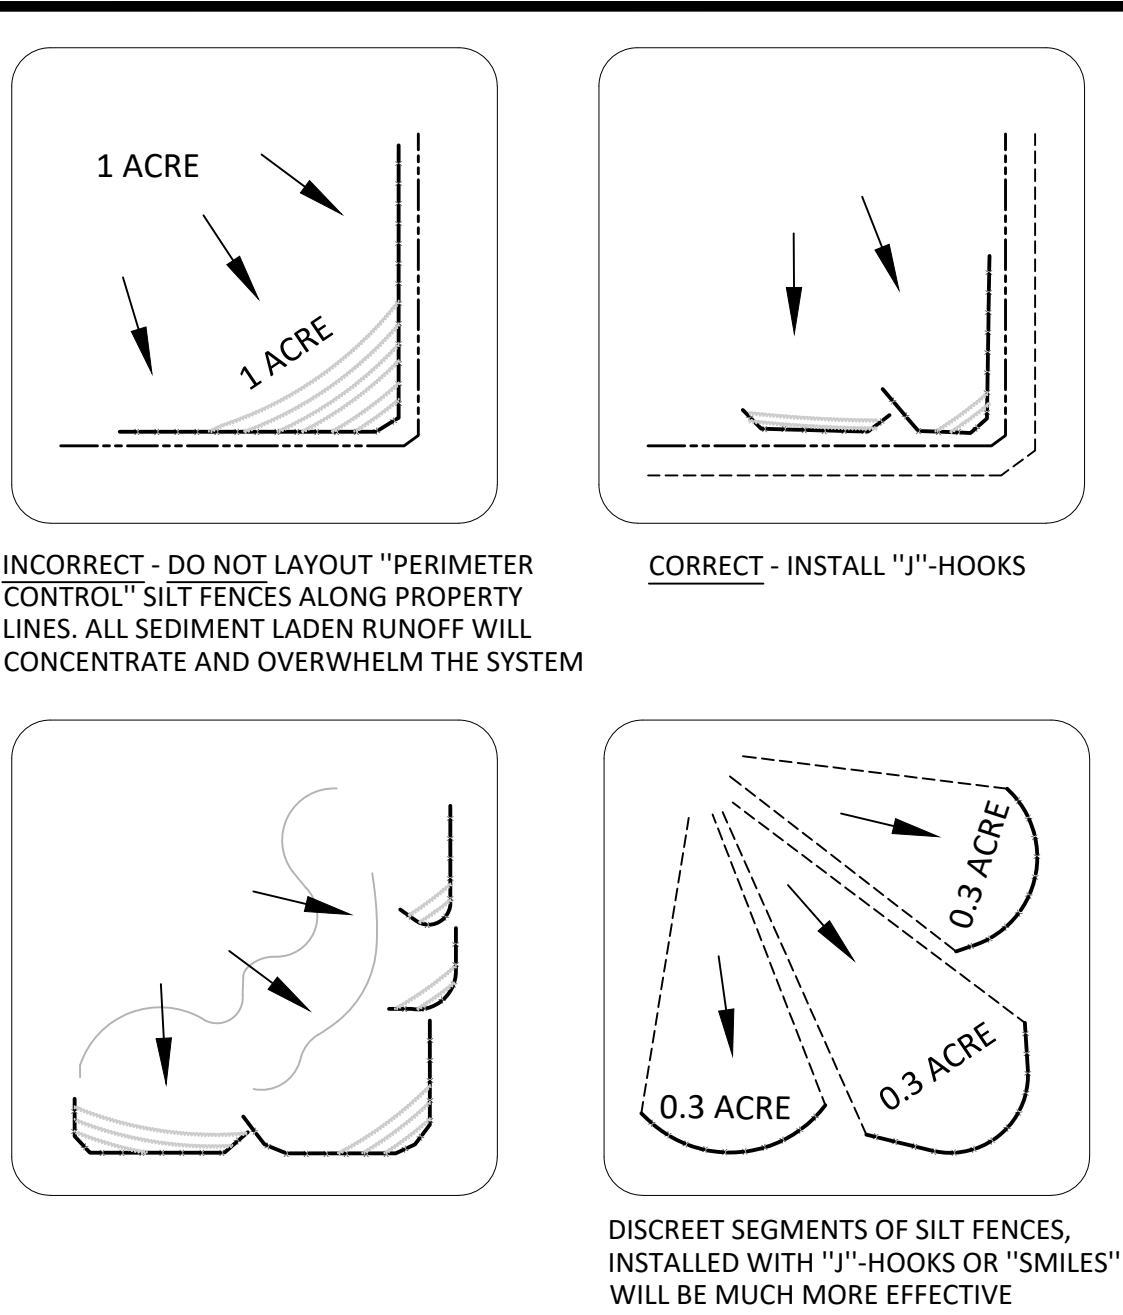 1 ACRE
1 ACRE
INCORRECT - DO NOT LAYOUT "PERIMETER
CONTROL" SILT FENCES ALONG PROPERTY
LINES. ALL SEDIMENT LADEN RUNOFF WILL
CONCENTRATE AND OVERWHELM THE SYSTEM
CORRECT - INSTALL "J"-HOOKS
0.3 ACRE
0.3 ACRE
0.3 ACRE
DISCREET SEGMENTS OF SILT FENCES,
INSTALLED WITH "J"-HOOKS OR "SMILES"
WILL BE MUCH MORE EFFECTIVE